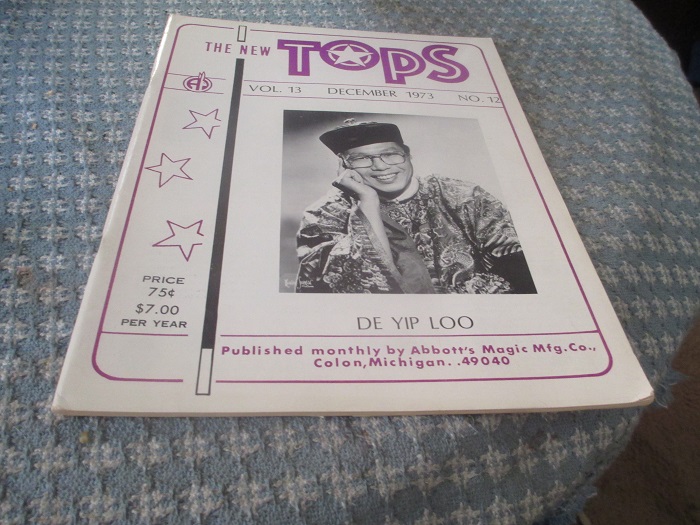 THE NEW TOPS
VOL. 13 DECEMBER 1973 NO. 12
PRICE
75¢
$7.00
PER YEAR
DE YIP LOO
Published monthly by Abbott's Magic Mfg. Co.,
Colon, Michigan. .49040